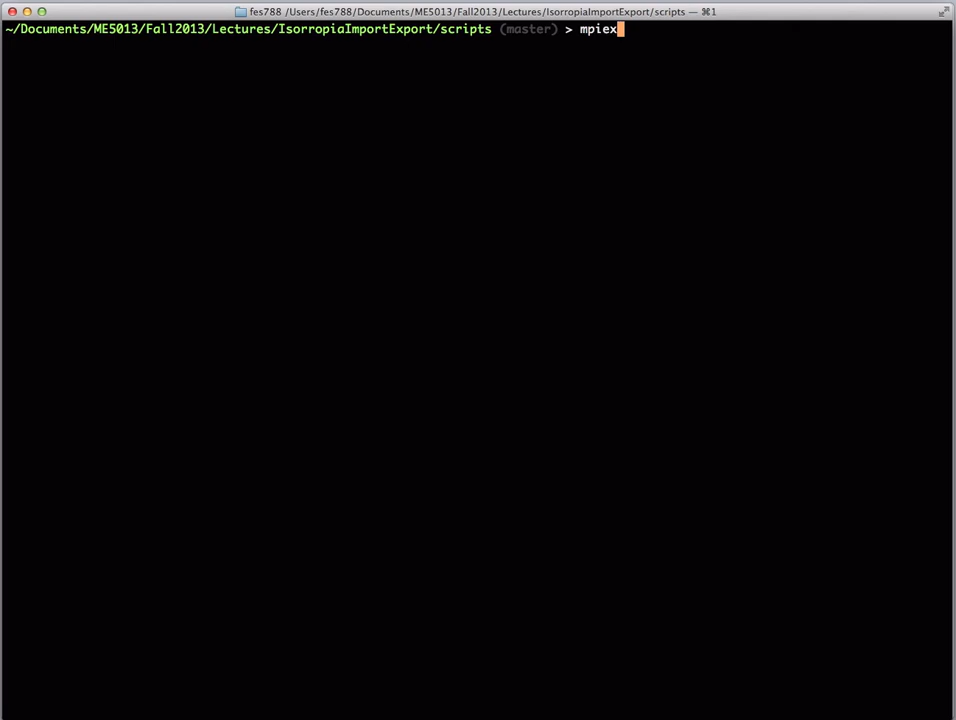 fes788 /Users/fes788/Documents/ME5013/Fall2013/Lectures/IsorropiaImportExport/scripts — ⌘1
~/Documents/ME5013/Fall2013/Lectures/IsorropiaImportExport/scripts (master) > mpiex